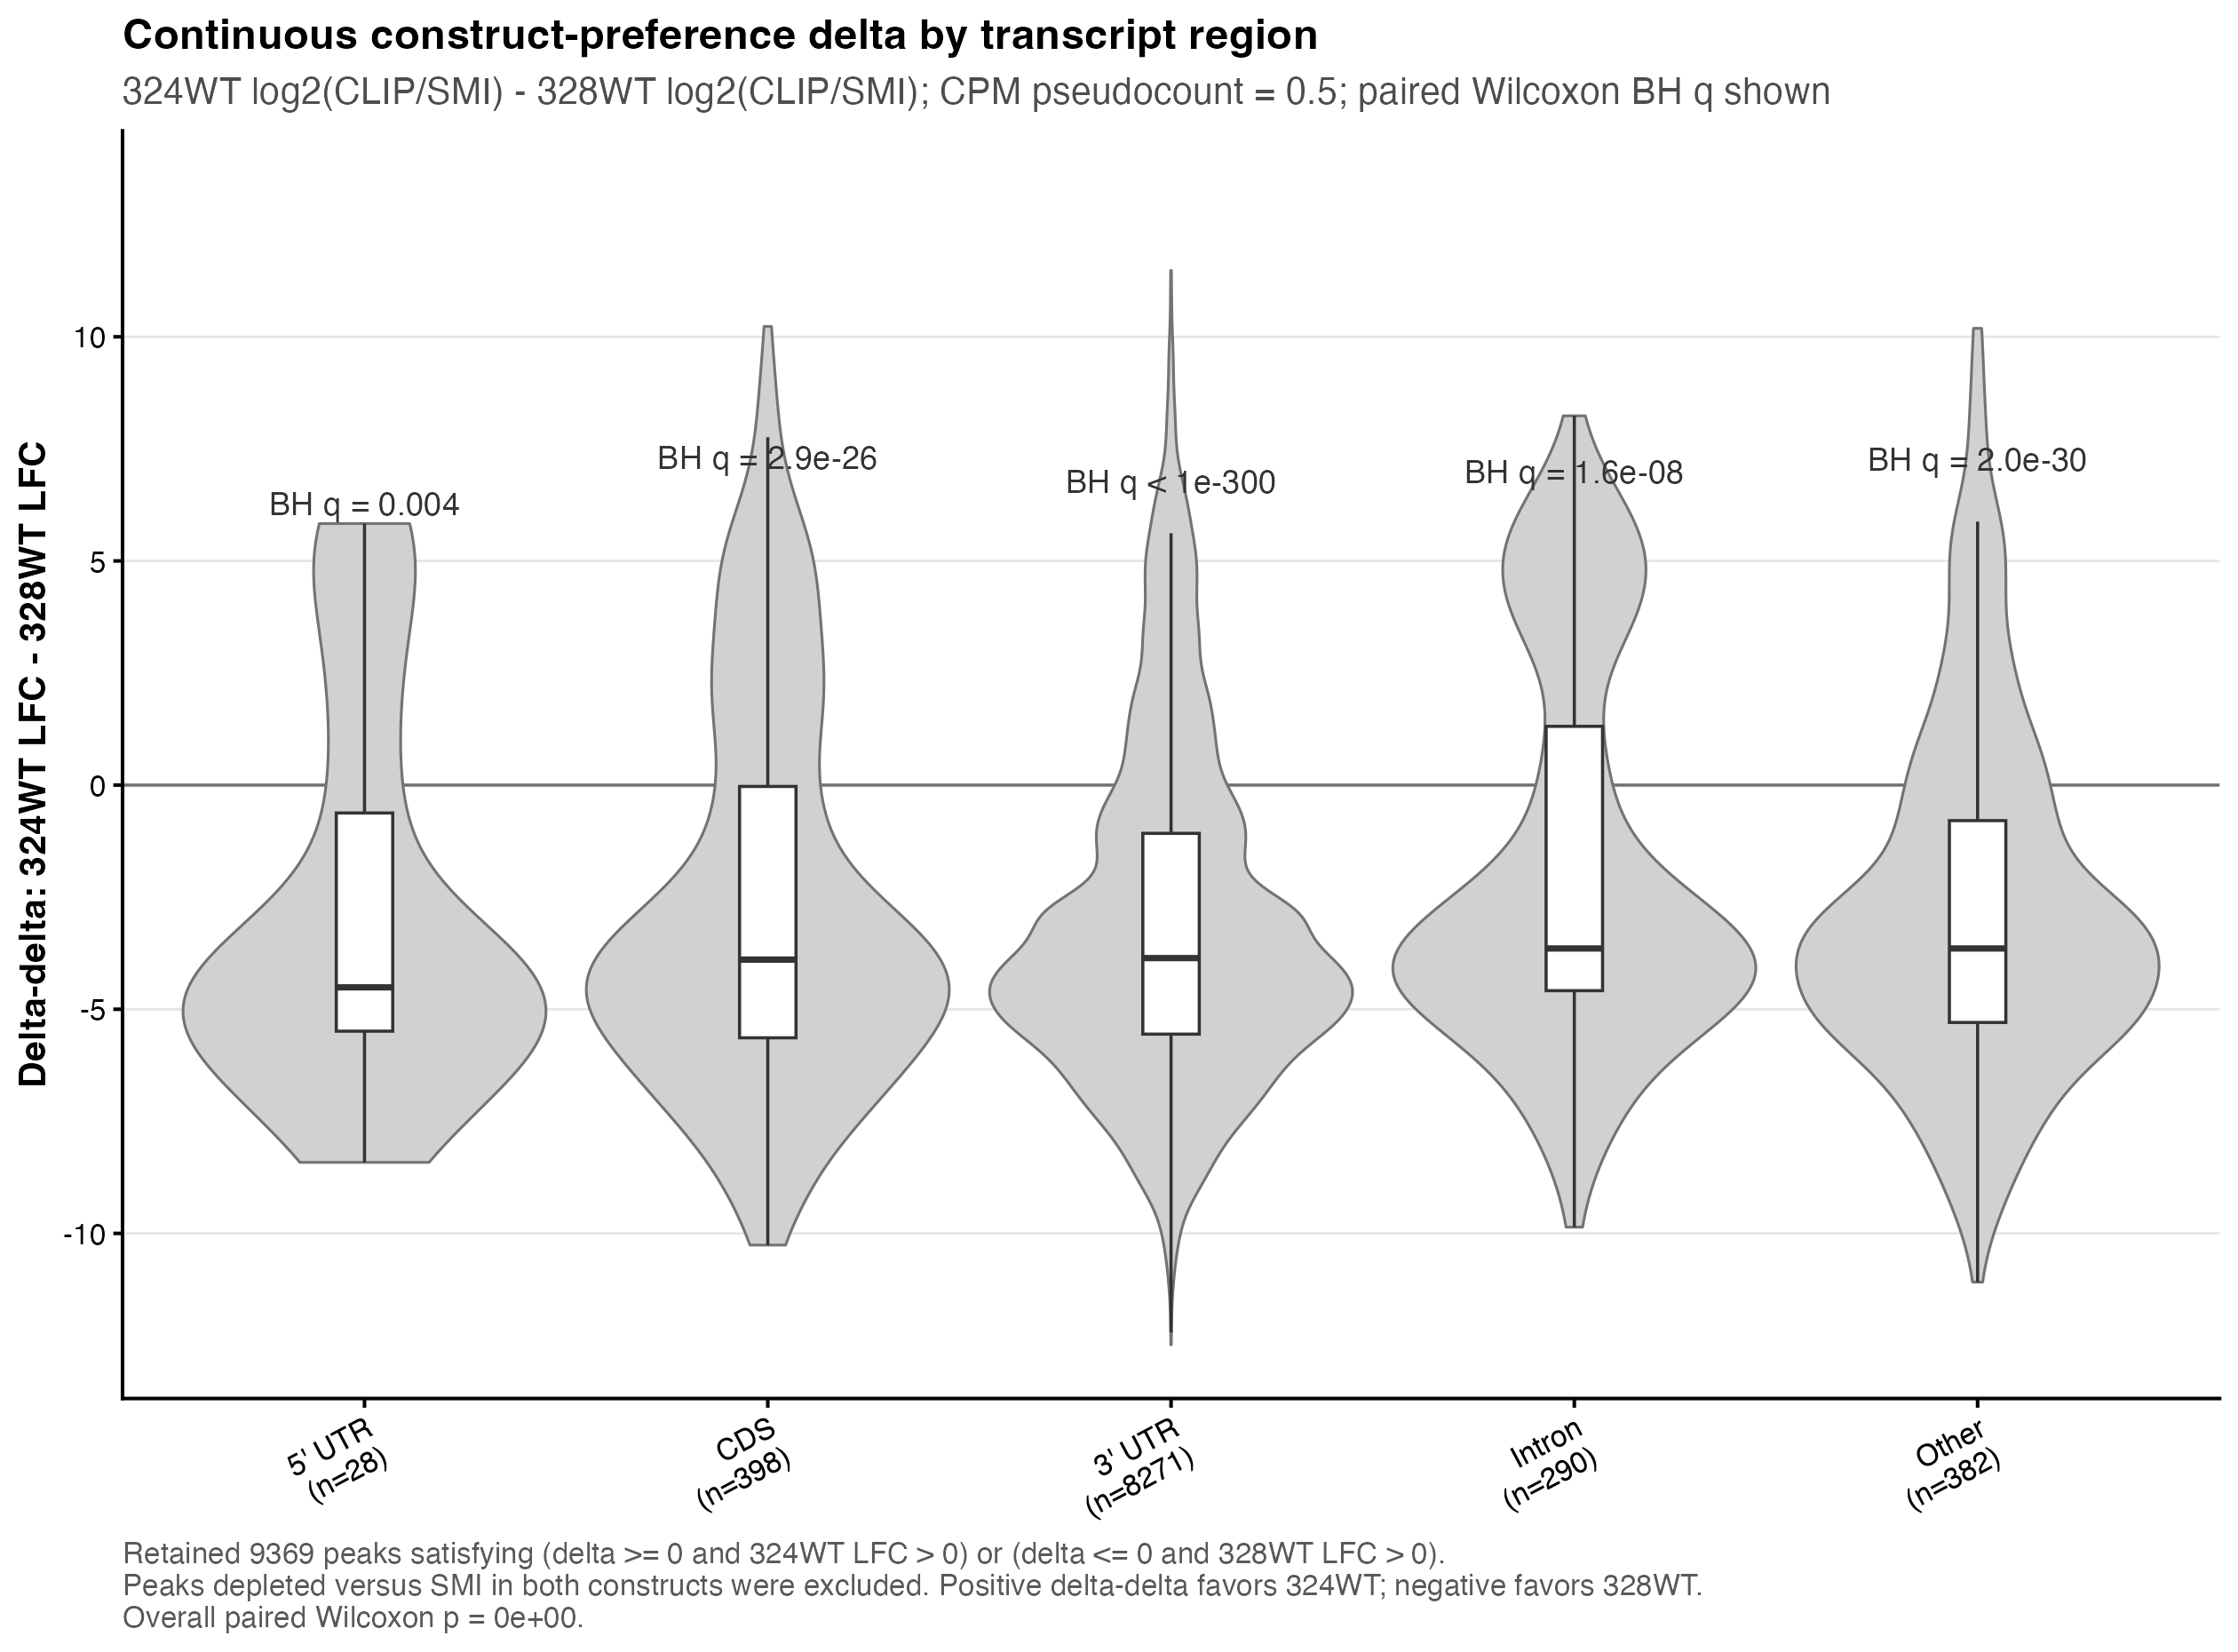 Continuous construct-preference delta by transcript region
324WT log2(CLIP/SMI) - 328WT log2(CLIP/SMI); CPM pseudocount = 0.5; paired Wilcoxon BH q shown
Delta-delta: 324WT LFC - 328WT LFC
10
5
0
-5
-10
BH q = 0.004
BH q = 2.9e-26
BH q < 1e-300
BH q = 1.6e-08
BH q = 2.0e-30
5' UTR
(n=28)
CDS
(n=398)
3' UTR
(n=8271)
Intron
(n=290)
Other
(n=382)
Retained 9369 peaks satisfying (delta >= 0 and 324WT LFC > 0) or (delta <= 0 and 328WT LFC > 0).
Peaks depleted versus SMI in both constructs were excluded. Positive delta-delta favors 324WT; negative favors 328WT.
Overall paired Wilcoxon p = 0e+00.